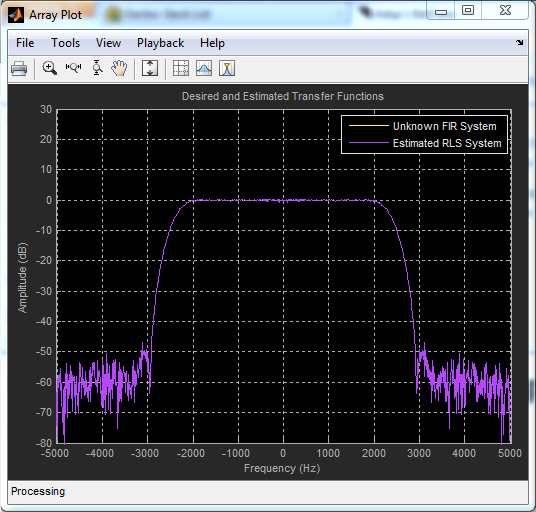 Array Plot
File Tools View Playback Help
Desired and Estimated Transfer Functions
Unknown FIR System
Estimated RLS System
30
20
10
0
-10
-20
-30
-40
-50
-60
-70
-80
Amplitude (dB)
-5000 -4000 -3000 -2000 -1000 0 1000 2000 3000 4000 5000
Frequency (Hz)
Processing